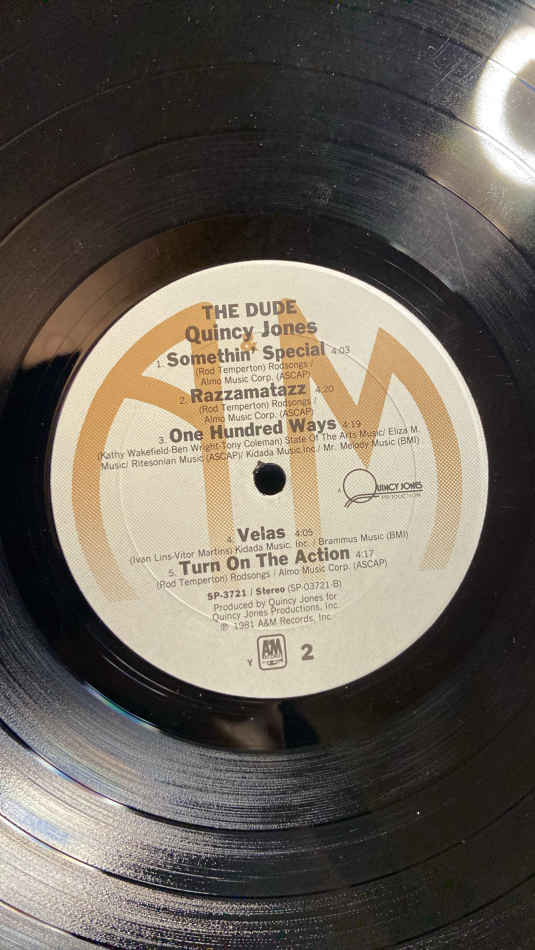 THE DUDE
Quincy Jones
1. Somethin' Special 4:03
(Rod Temperton) Rodsongs /
Almo Music Corp. (ASCAP)
2. Razzamatazz 4:20
(Rod Temperton) Rodsongs /
Almo Music Corp. (ASCAP)
3. One Hundred Ways 4:19
(Kathy Wakefield-Ben Wright-Tony Coleman) State Of The Arts Music/ Eliza M.
Music/ Ritesonian Music (ASCAP)/ Kidada Music,Inc./ Mr. Melody Music (BMI)
A QUINCY JONES
PRODUCTION
4. Velas 4:05
(Ivan Lins-Vitor Martins) Kidada Music, Inc. / Brammus Music (BMI)
5. Turn On The Action 4:17
(Rod Temperton) Rodsongs / Almo Music Corp. (ASCAP)
SP-3721 / Stereo (SP-03721-B)
Produced by Quincy Jones for
Quincy Jones Productions, Inc.
℗ 1981 A&M Records, Inc.
Y A&M RECORDS 2